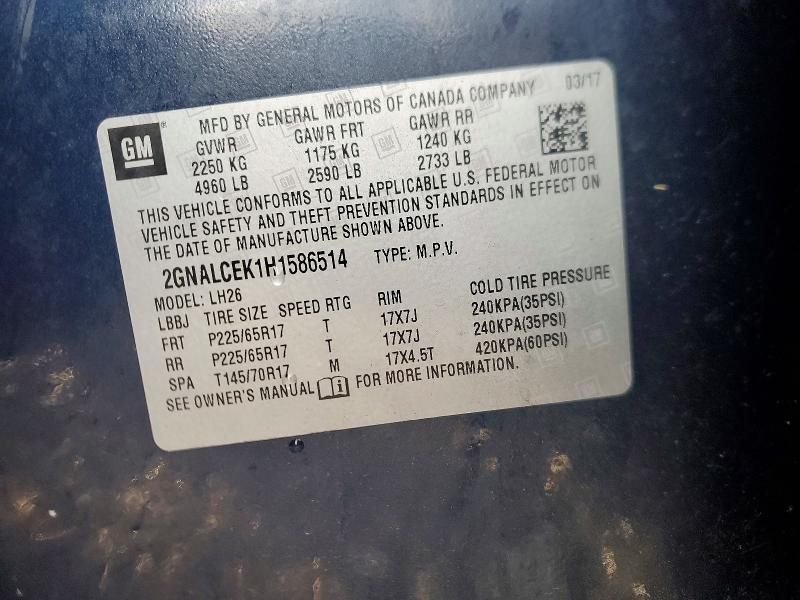 GM
MFD BY GENERAL MOTORS OF CANADA COMPANY 03/17
GVWR GAWR FRT GAWR RR
2250 KG 1175 KG 1240 KG
4960 LB 2590 LB 2733 LB
THIS VEHICLE CONFORMS TO ALL APPLICABLE U.S. FEDERAL MOTOR
VEHICLE SAFETY AND THEFT PREVENTION STANDARDS IN EFFECT ON
THE DATE OF MANUFACTURE SHOWN ABOVE.
2GNALCEK1H1586514 TYPE: M.P.V.
MODEL: LH26
LBBJ TIRE SIZE SPEED RTG RIM COLD TIRE PRESSURE
FRT P225/65R17 T 17X7J 240KPA(35PSI)
RR P225/65R17 T 17X7J 240KPA(35PSI)
SPA T145/70R17 M 17X4.5T 420KPA(60PSI)
SEE OWNER'S MANUAL FOR MORE INFORMATION.